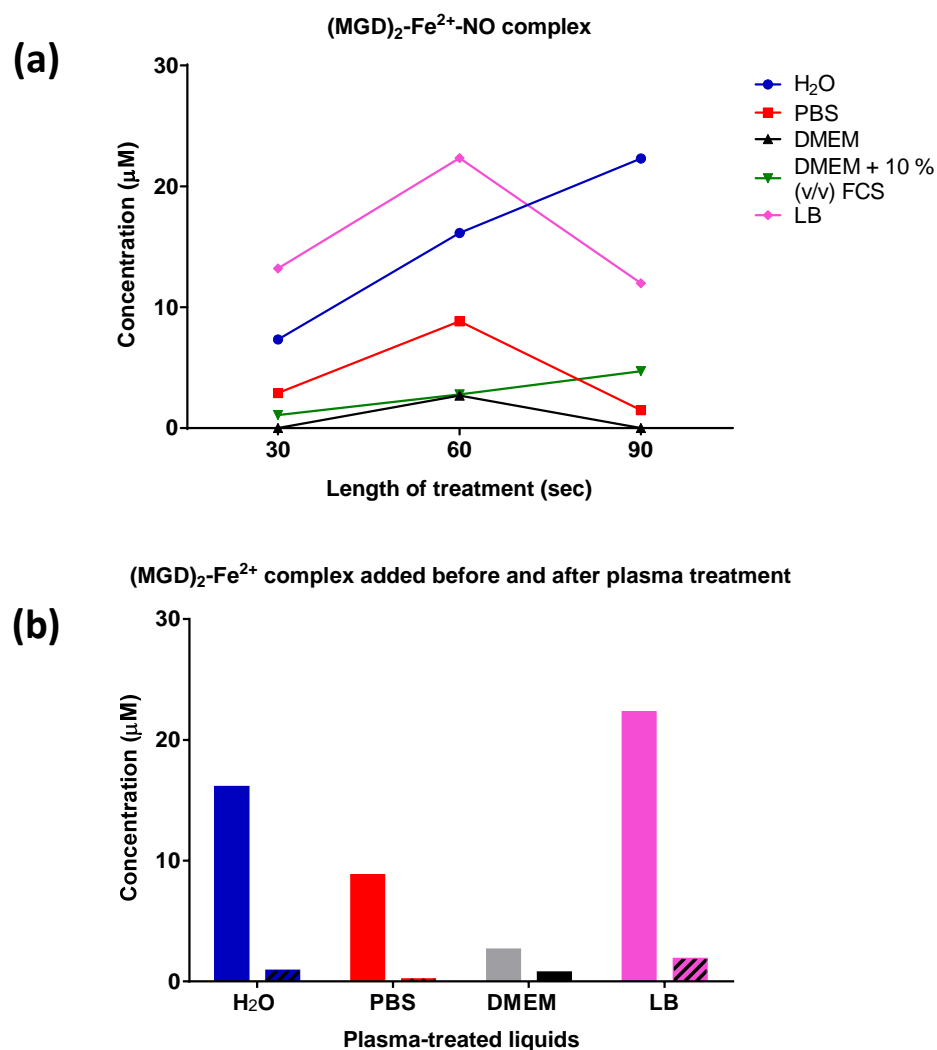 (MGD)₂-Fe²⁺-NO complex
(a)
30
20
10
0
Concentration (μM)
30 60 90
Length of treatment (sec)
H₂O
PBS
DMEM
DMEM + 10 %
(v/v) FCS
LB
(MGD)₂-Fe²⁺ complex added before and after plasma treatment
(b)
30
20
10
0
Concentration (μM)
H₂O PBS DMEM LB
Plasma-treated liquids